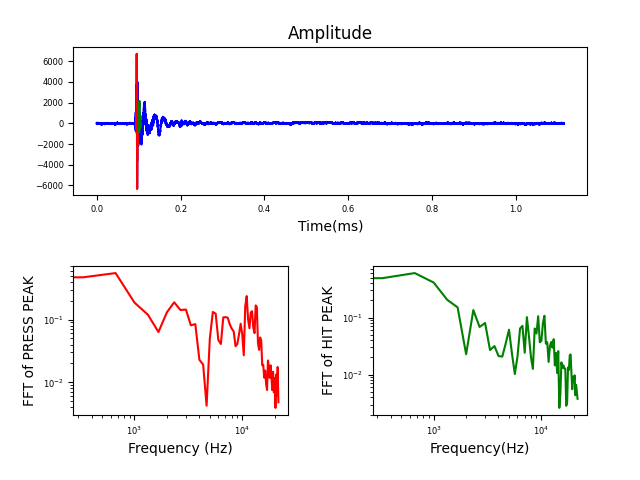 Amplitude
6000
4000
2000
0
−2000
−4000
−6000
0.0 0.2 0.4 0.6 0.8 1.0
Time(ms)
FFT of PRESS PEAK
10⁻¹
10⁻²
10³ 10⁴
Frequency (Hz)
FFT of HIT PEAK
10⁻¹
10⁻²
10³ 10⁴
Frequency(Hz)